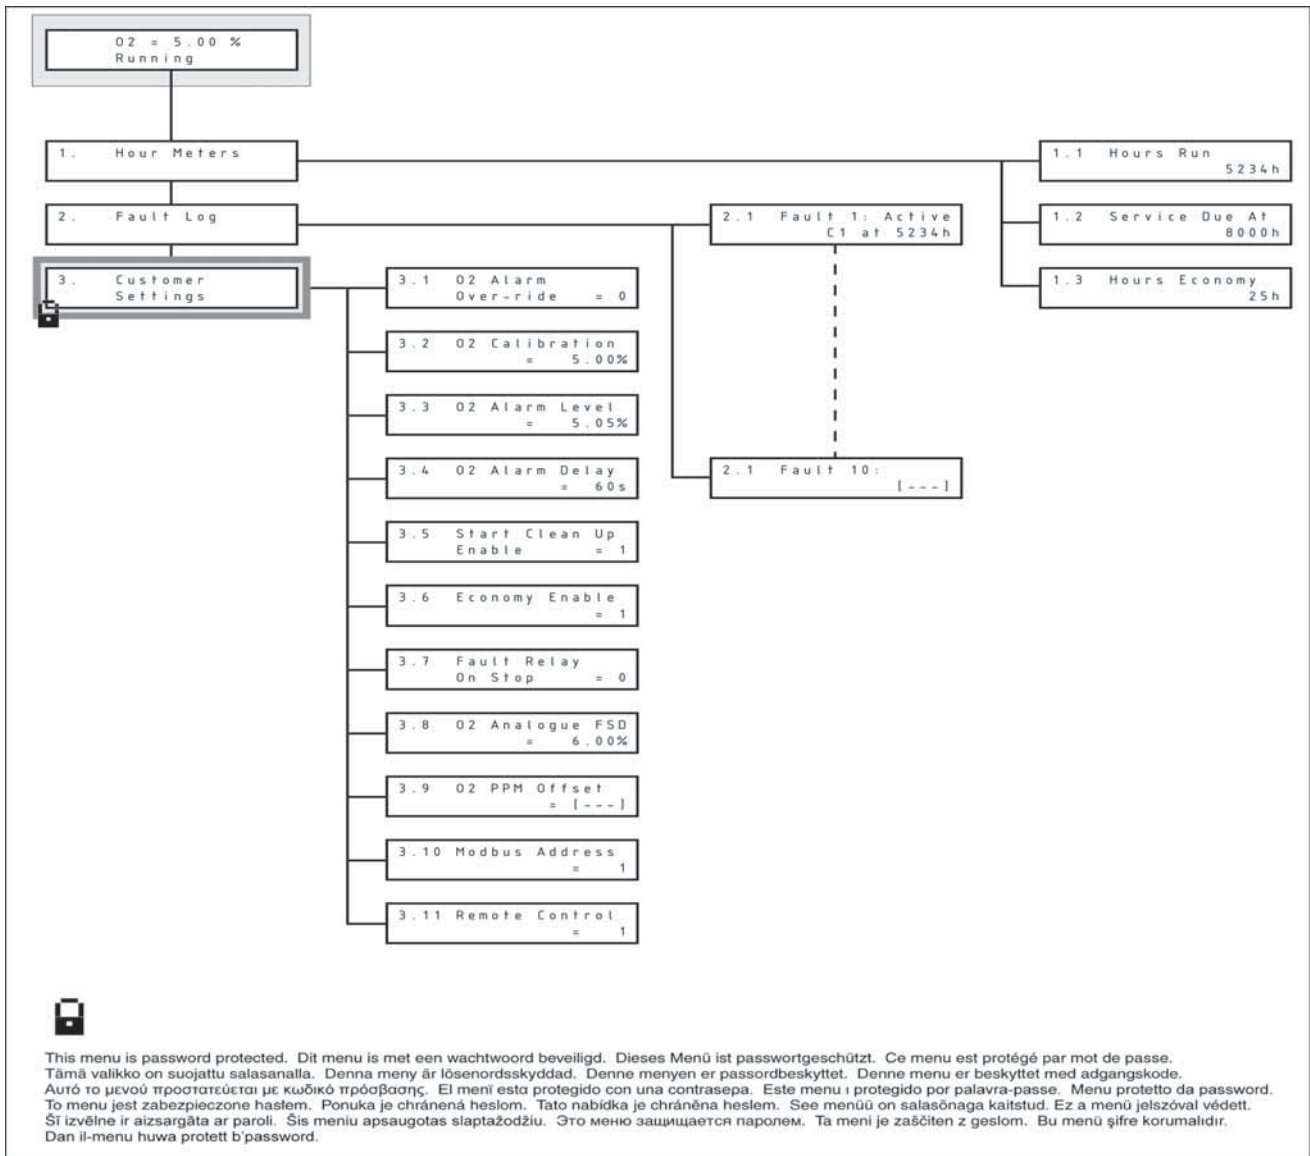 O2 = 5.00 %
Running
1. Hour Meters
2. Fault Log
3. Customer
Settings
1.1 Hours Run
5234h
1.2 Service Due At
8000h
1.3 Hours Economy
25h
2.1 Fault 1: Active
C1 at 5234h
2.1 Fault 10:
[---]
3.1 O2 Alarm
Over-ride = 0
3.2 O2 Calibration
= 5.00%
3.3 O2 Alarm Level
= 5.05%
3.4 O2 Alarm Delay
= 60s
3.5 Start Clean Up
Enable = 1
3.6 Economy Enable
= 1
3.7 Fault Relay
On Stop = 0
3.8 O2 Analogue FSD
= 6.00%
3.9 O2 PPM Offset
= [---]
3.10 Modbus Address
= 1
3.11 Remote Control
= 1
This menu is password protected. Dit menu is met een wachtwoord beveiligd. Dieses Menü ist passwortgeschützt. Ce menu est protégé par mot de passe.
Tämä valikko on suojattu salasanalla. Denna meny är lösenordsskyddad. Denne menyen er passordbeskyttet. Denne menu er beskyttet med adgangskode.
Αυτό το μενού προστατεύεται με κωδικό πρόσβασης. El menï esta protegido con una contrasepa. Este menu ı protegido por palavra-passe. Menu protetto da password.
To menu jest zabezpieczone hasłem. Ponuka je chránená heslom. Tato nabídka je chráněna heslem. See menüü on salasõnaga kaitstud. Ez a menü jelszóval védett.
Šī izvēlne ir aizsargāta ar paroli. Šis meniu apsaugotas slaptažodžiu. Это меню защищается паролем. Ta meni je zaščiten z geslom. Bu menü şifre korumalıdır.
Dan il-menu huwa protett b'password.